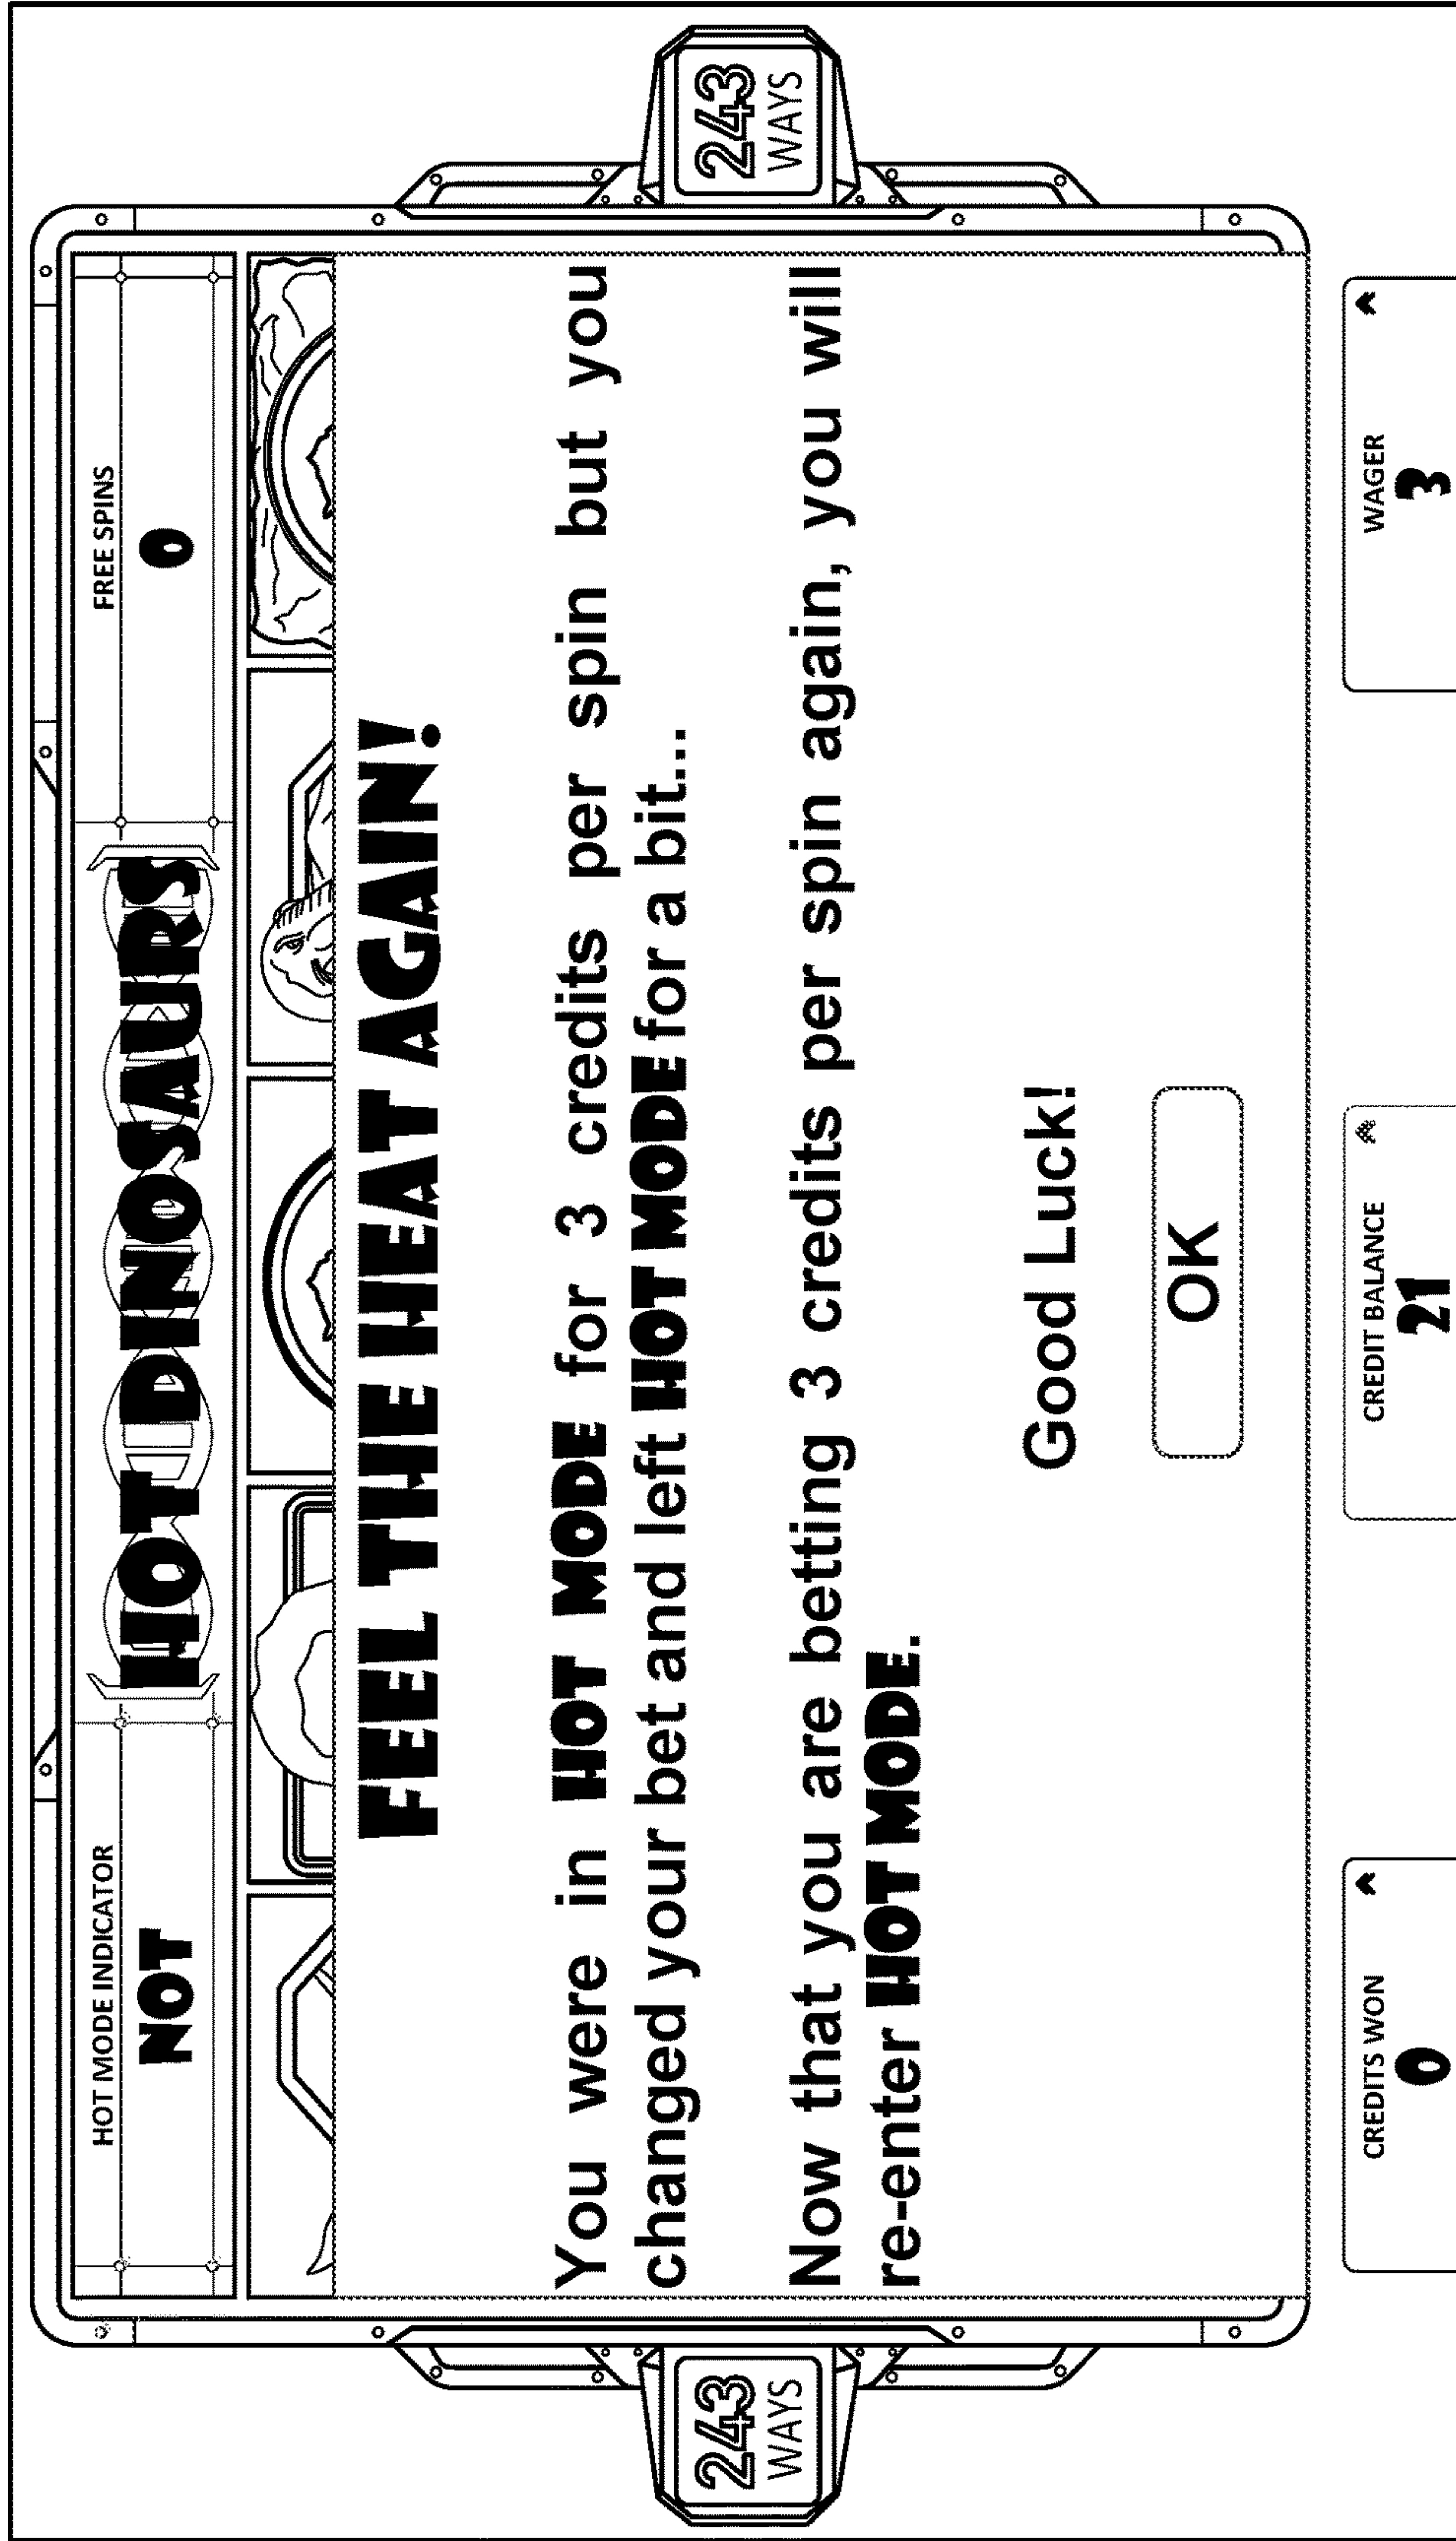 HOT MODE INDICATOR
NOT
HOT DINOSAURS
FREE SPINS
0
243
WAYS
243
WAYS
FEEL THE HEAT AGAIN!
You were in HOT MODE for 3 credits per spin but you
changed your bet and left HOT MODE for a bit...
Now that you are betting 3 credits per spin again, you will
re-enter HOT MODE.
Good Luck!
OK
CREDITS WON
0
CREDIT BALANCE
21
WAGER
3